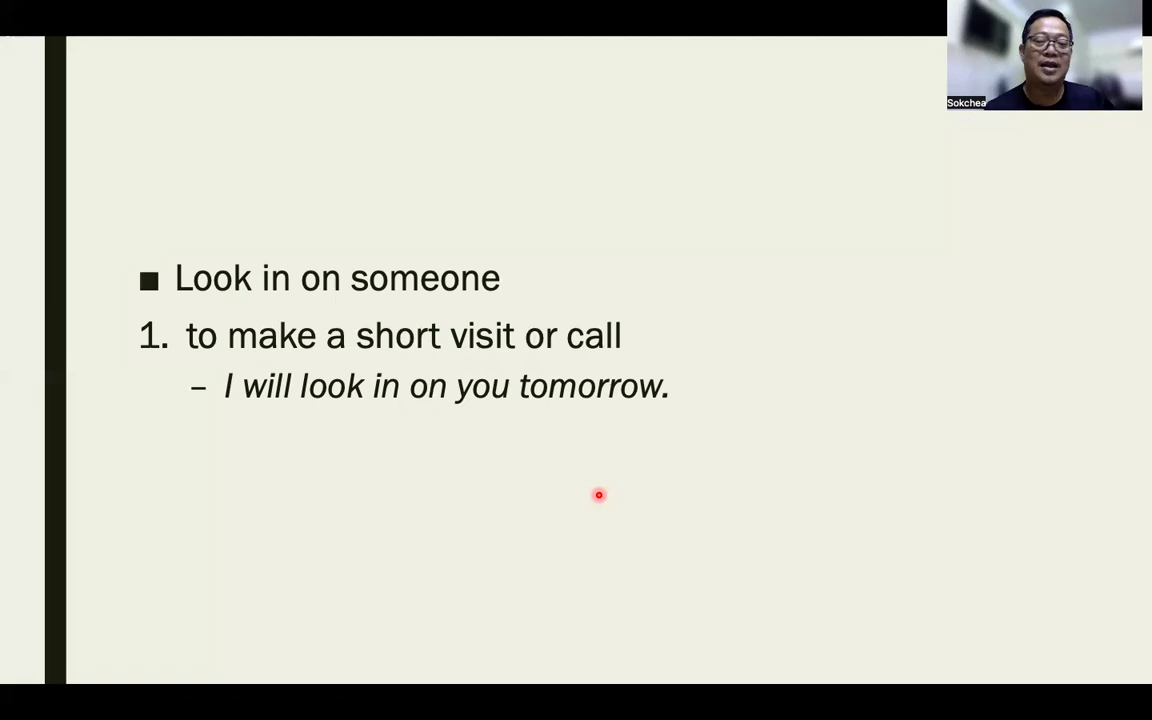 Sokchea
■ Look in on someone
1. to make a short visit or call
– I will look in on you tomorrow.